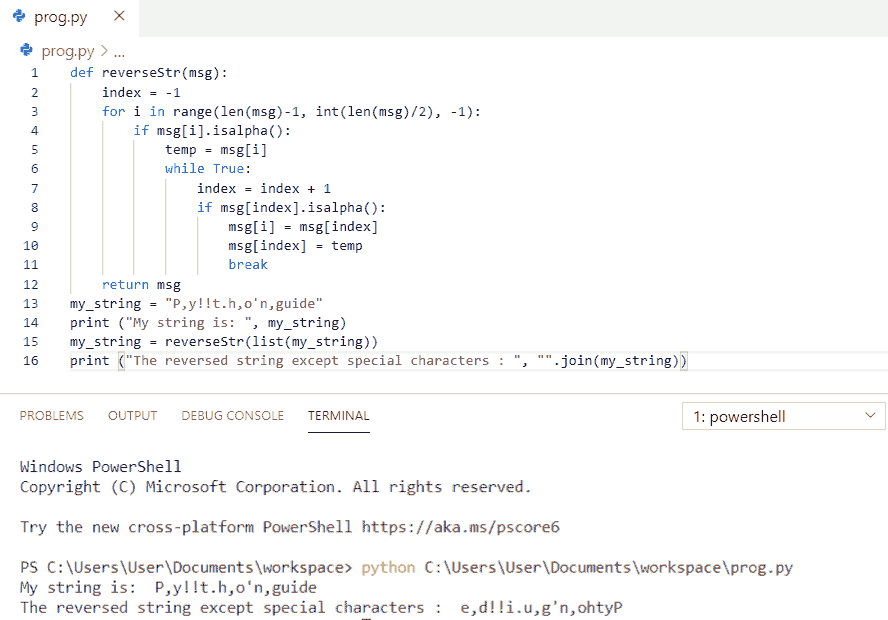 prog.py ×
prog.py > ...
1 def reverseStr(msg):
2     index = -1
3     for i in range(len(msg)-1, int(len(msg)/2), -1):
4         if msg[i].isalpha():
5             temp = msg[i]
6             while True:
7                 index = index + 1
8                 if msg[index].isalpha():
9                     msg[i] = msg[index]
10                     msg[index] = temp
11                     break
12     return msg
13 my_string = "P,y!!t.h,o'n,guide"
14 print ("My string is: ", my_string)
15 my_string = reverseStr(list(my_string))
16 print ("The reversed string except special characters : ", "".join(my_string))
PROBLEMS OUTPUT DEBUG CONSOLE TERMINAL 1: powershell
Windows PowerShell
Copyright (C) Microsoft Corporation. All rights reserved.
Try the new cross-platform PowerShell https://aka.ms/pscore6
PS C:\Users\User\Documents\workspace> python C:\Users\User\Documents\workspace\prog.py
My string is:  P,y!!t.h,o'n,guide
The reversed string except special characters :  e,d!!i.u,g'n,ohtyP